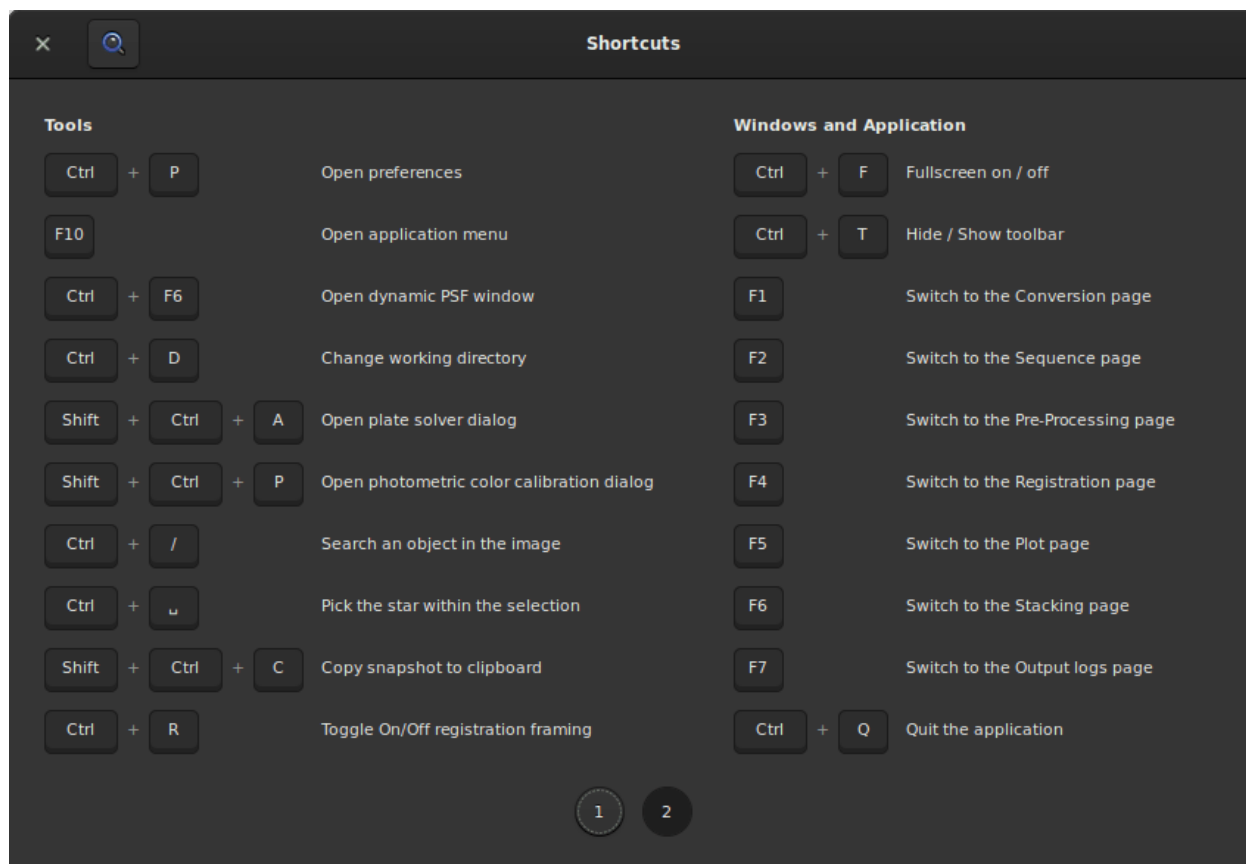 Shortcuts
Tools
Ctrl + P Open preferences
F10 Open application menu
Ctrl + F6 Open dynamic PSF window
Ctrl + D Change working directory
Shift + Ctrl + A Open plate solver dialog
Shift + Ctrl + P Open photometric color calibration dialog
Ctrl + / Search an object in the image
Ctrl + ␣ Pick the star within the selection
Shift + Ctrl + C Copy snapshot to clipboard
Ctrl + R Toggle On/Off registration framing
Windows and Application
Ctrl + F Fullscreen on / off
Ctrl + T Hide / Show toolbar
F1 Switch to the Conversion page
F2 Switch to the Sequence page
F3 Switch to the Pre-Processing page
F4 Switch to the Registration page
F5 Switch to the Plot page
F6 Switch to the Stacking page
F7 Switch to the Output logs page
Ctrl + Q Quit the application
1 2